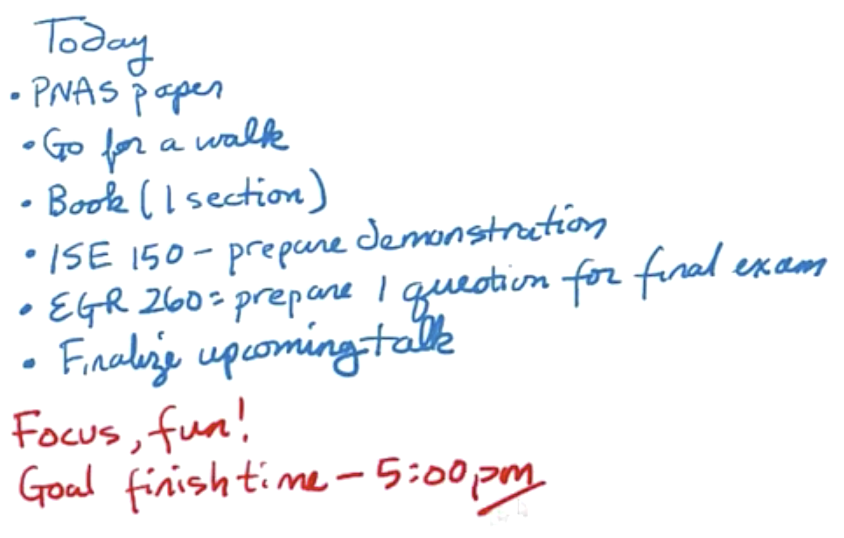 Today
• PNAS paper
• Go for a walk
• Book (1 section)
• ISE 150 - prepare demonstration
• EGR 260: prepare 1 question for final exam
• Finalize upcoming talk
Focus, fun!
Goal finish time - 5:00pm